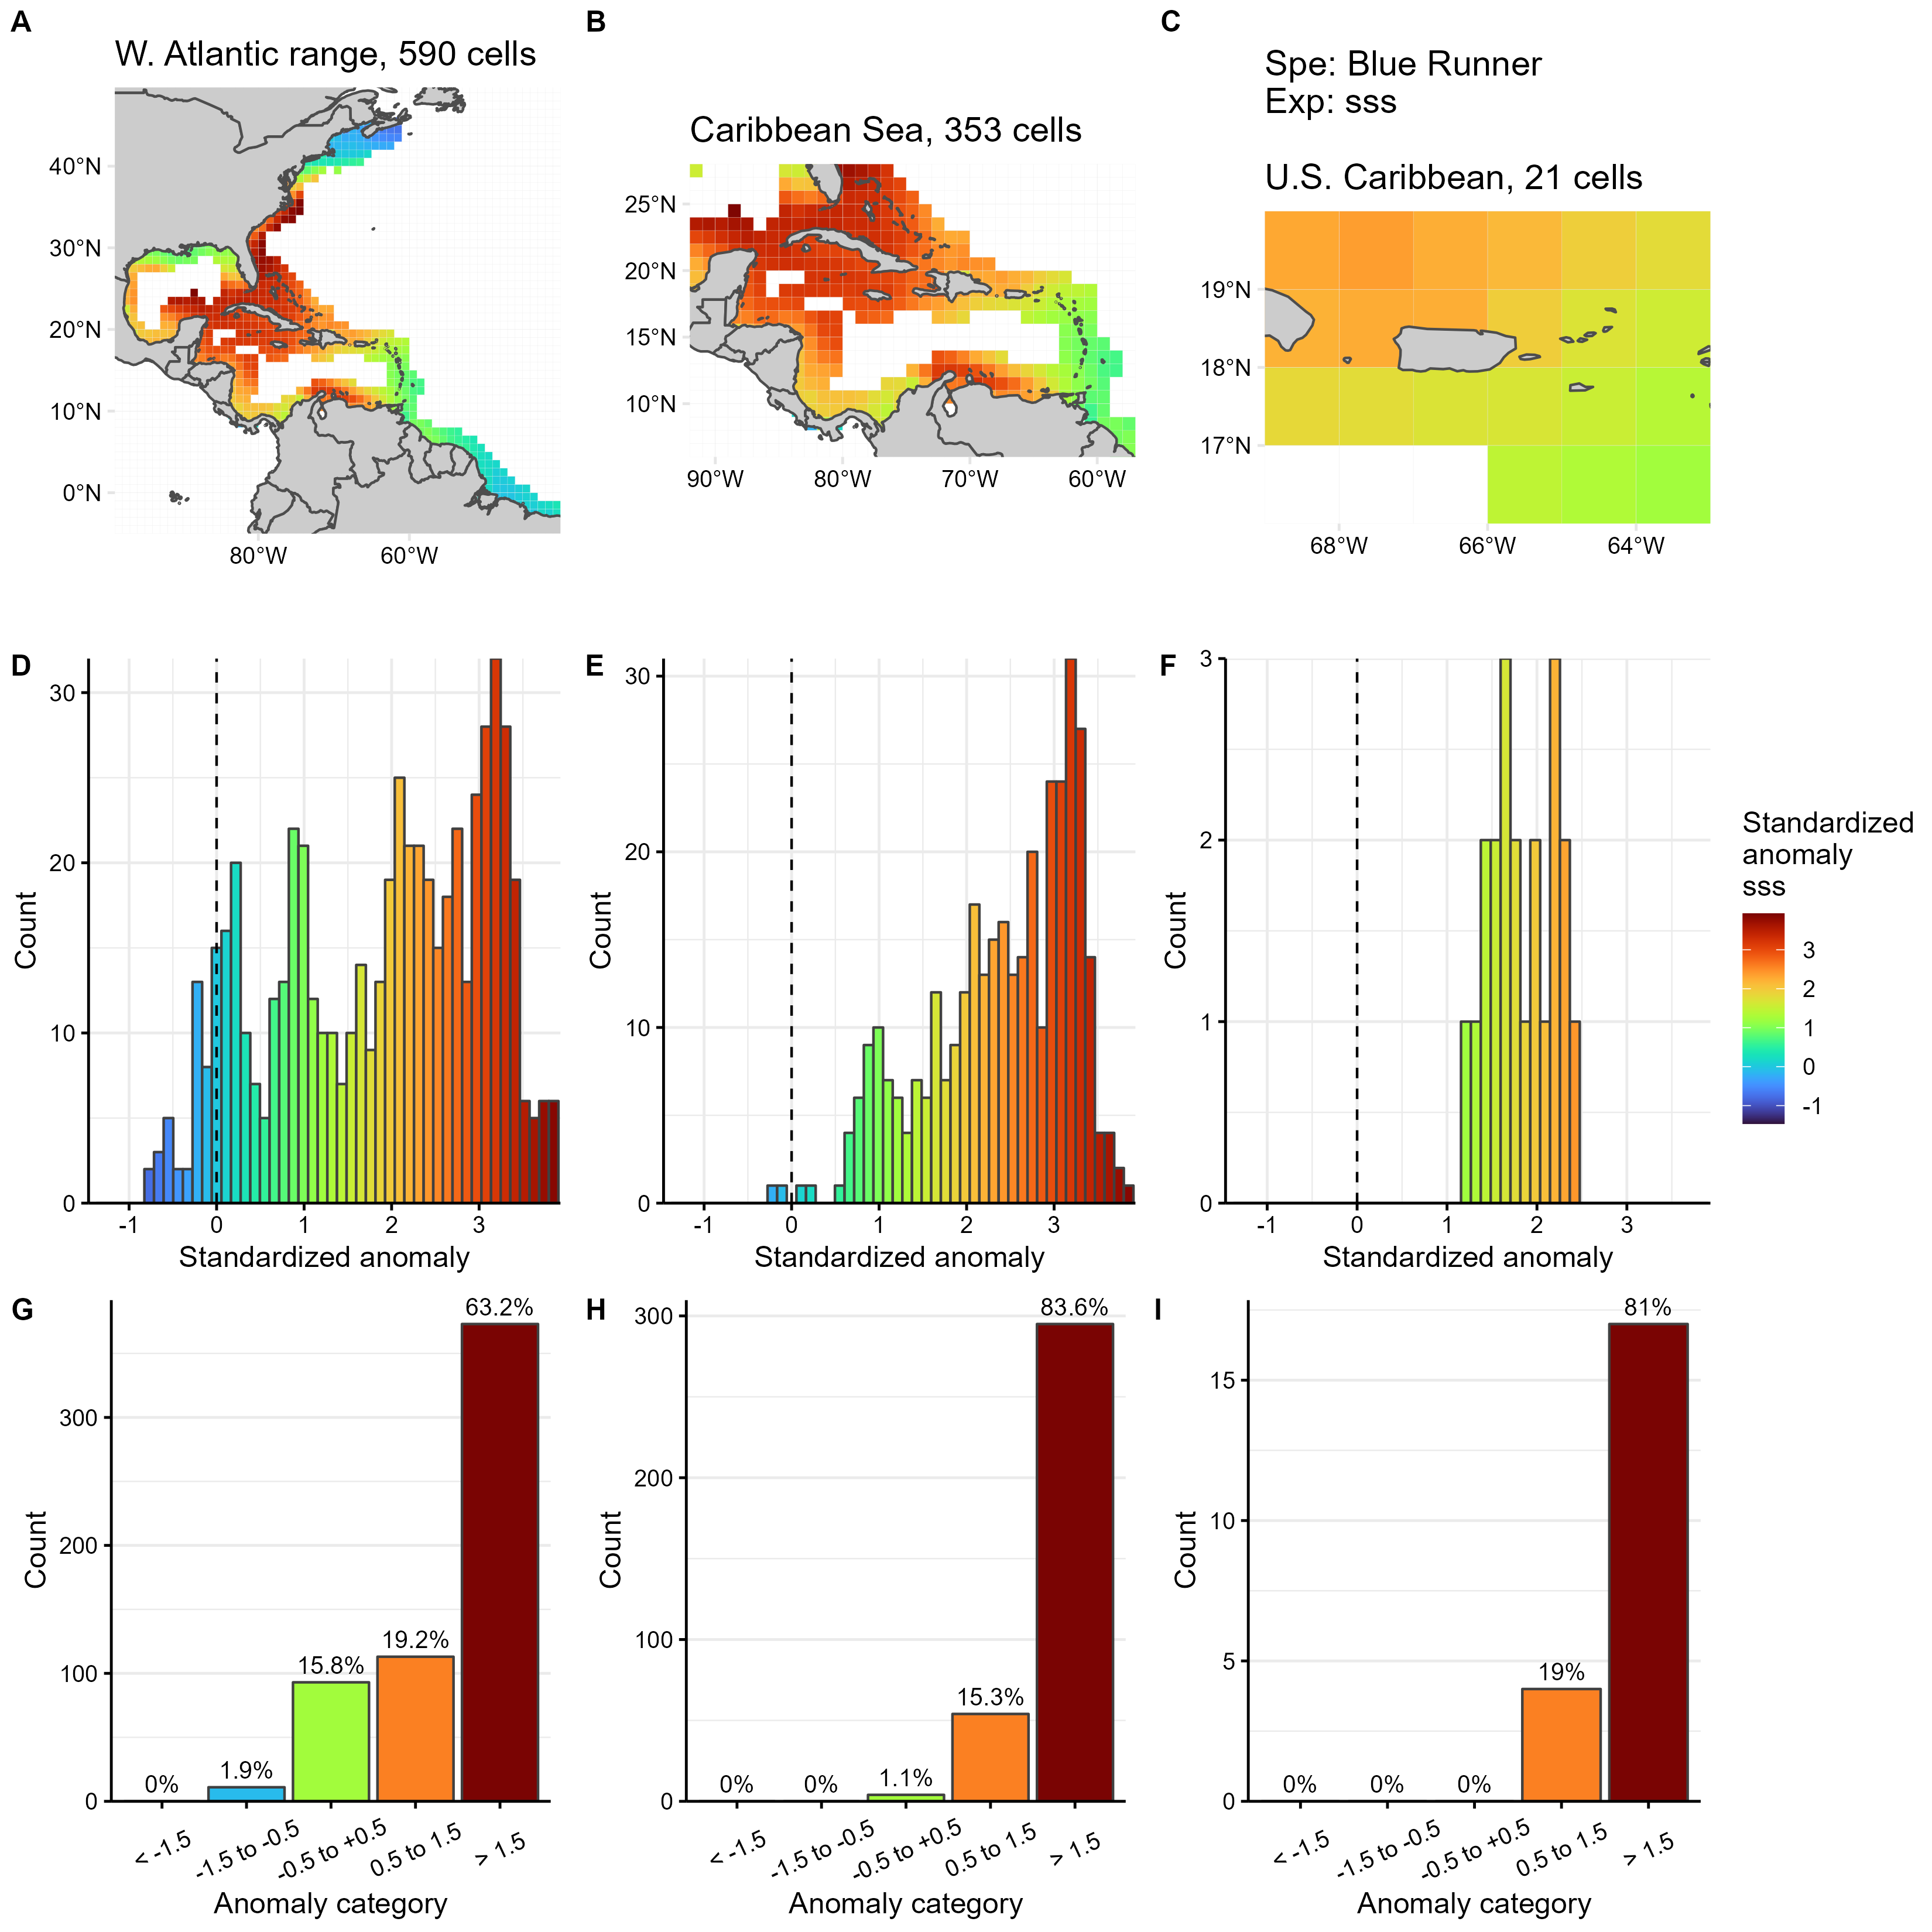 A
W. Atlantic range, 590 cells
40°N
30°N
20°N
10°N
0°N
80°W
60°W
B
Caribbean Sea, 353 cells
25°N
20°N
15°N
10°N
90°W
80°W
70°W
60°W
C
Spe: Blue Runner
Exp: sss
U.S. Caribbean, 21 cells
19°N
18°N
17°N
68°W
66°W
64°W
D
Count
30
20
10
0
-1
0
1
2
3
Standardized anomaly
E
Count
30
20
10
0
-1
0
1
2
3
Standardized anomaly
F
Count
3
2
1
0
-1
0
1
2
3
Standardized anomaly
Standardized
anomaly
sss
3
2
1
0
-1
G
Count
300
200
100
0
0%
1.9%
15.8%
19.2%
63.2%
< -1.5
-1.5 to -0.5
-0.5 to +0.5
0.5 to 1.5
> 1.5
Anomaly category
H
Count
300
200
100
0
0%
0%
1.1%
15.3%
83.6%
< -1.5
-1.5 to -0.5
-0.5 to +0.5
0.5 to 1.5
> 1.5
Anomaly category
I
Count
15
10
5
0
0%
0%
0%
19%
81%
< -1.5
-1.5 to -0.5
-0.5 to +0.5
0.5 to 1.5
> 1.5
Anomaly category